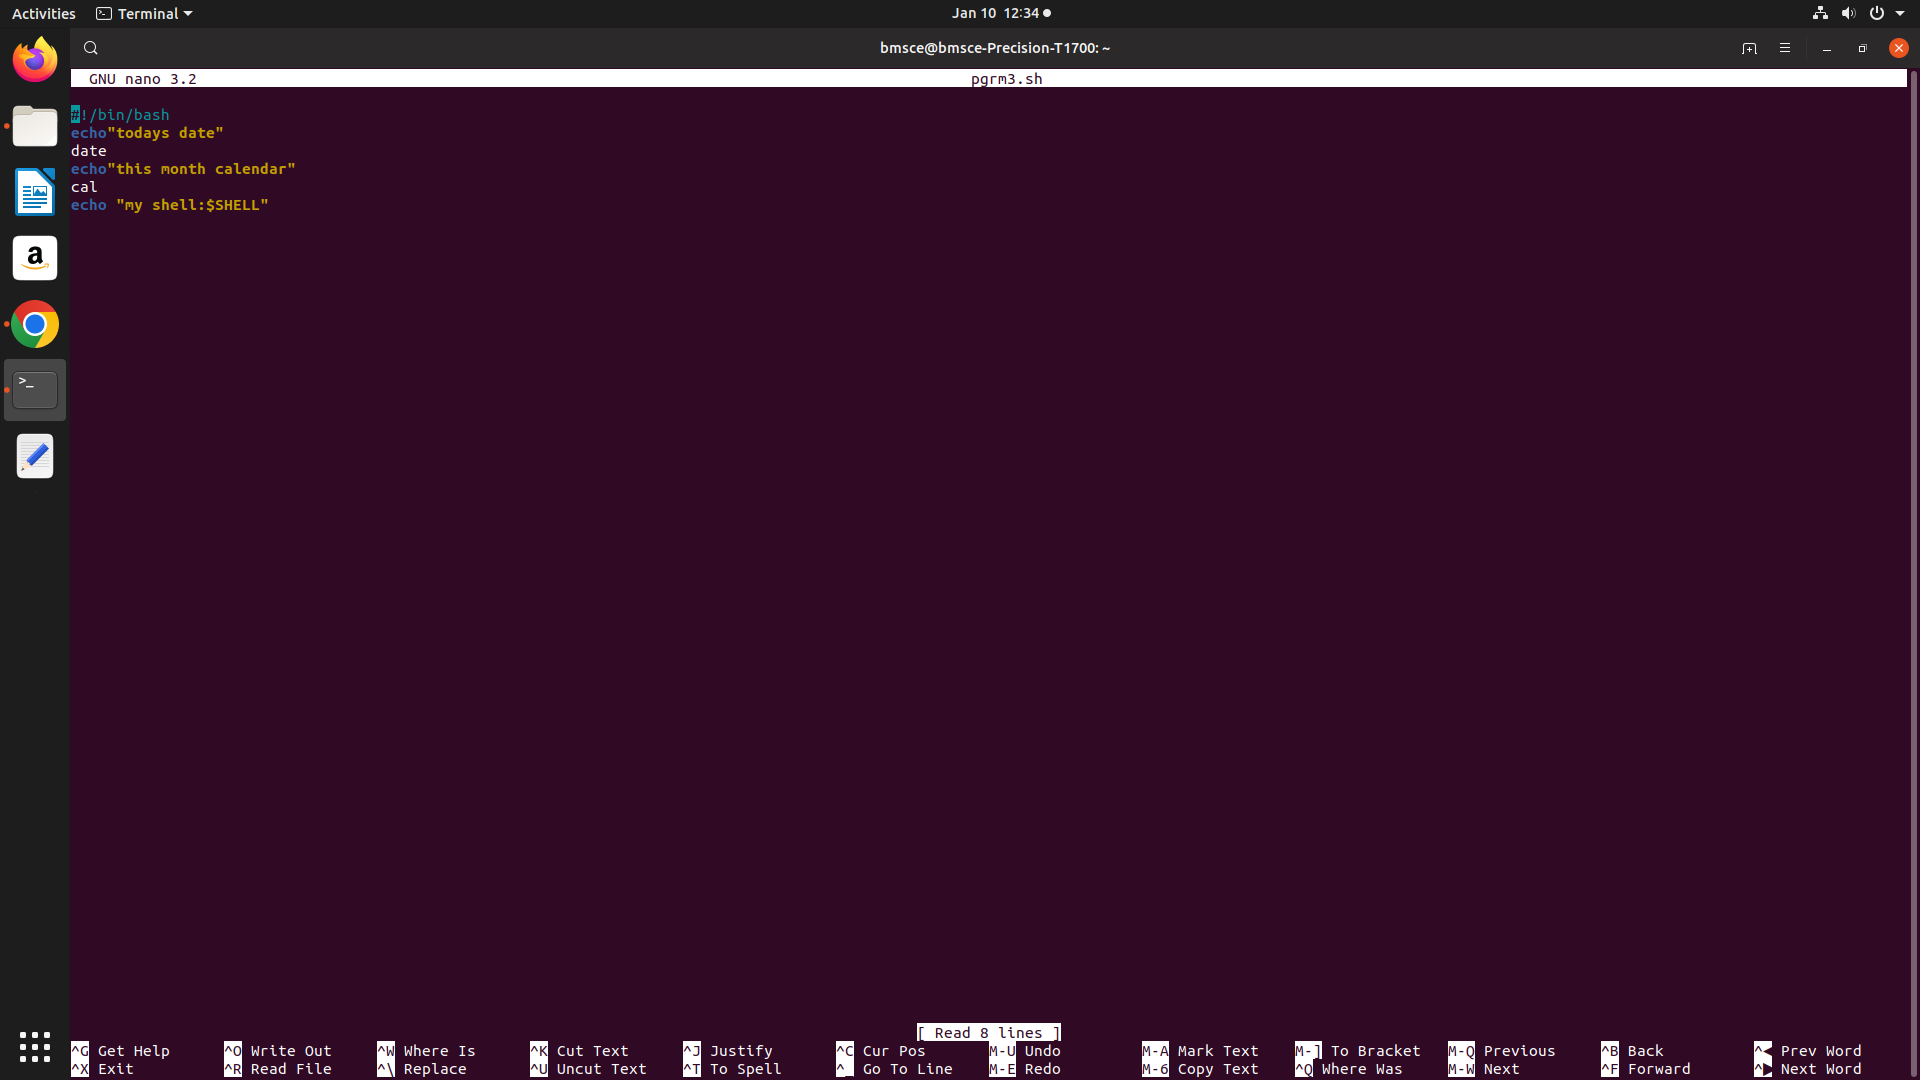 Activities Terminal Jan 10 12:34
bmsce@bmsce-Precision-T1700: ~
GNU nano 3.2 pgrm3.sh
#!/bin/bash
echo"todays date"
date
echo"this month calendar"
cal
echo "my shell:$SHELL"
a
>_
[ Read 8 lines ]
^G Get Help ^O Write Out ^W Where Is ^K Cut Text ^J Justify ^C Cur Pos M-U Undo M-A Mark Text M-] To Bracket M-Q Previous ^B Back ^◀ Prev Word
^X Exit ^R Read File ^\ Replace ^U Uncut Text ^T To Spell ^_ Go To Line M-E Redo M-6 Copy Text ^Q Where Was M-W Next ^F Forward ^▶ Next Word